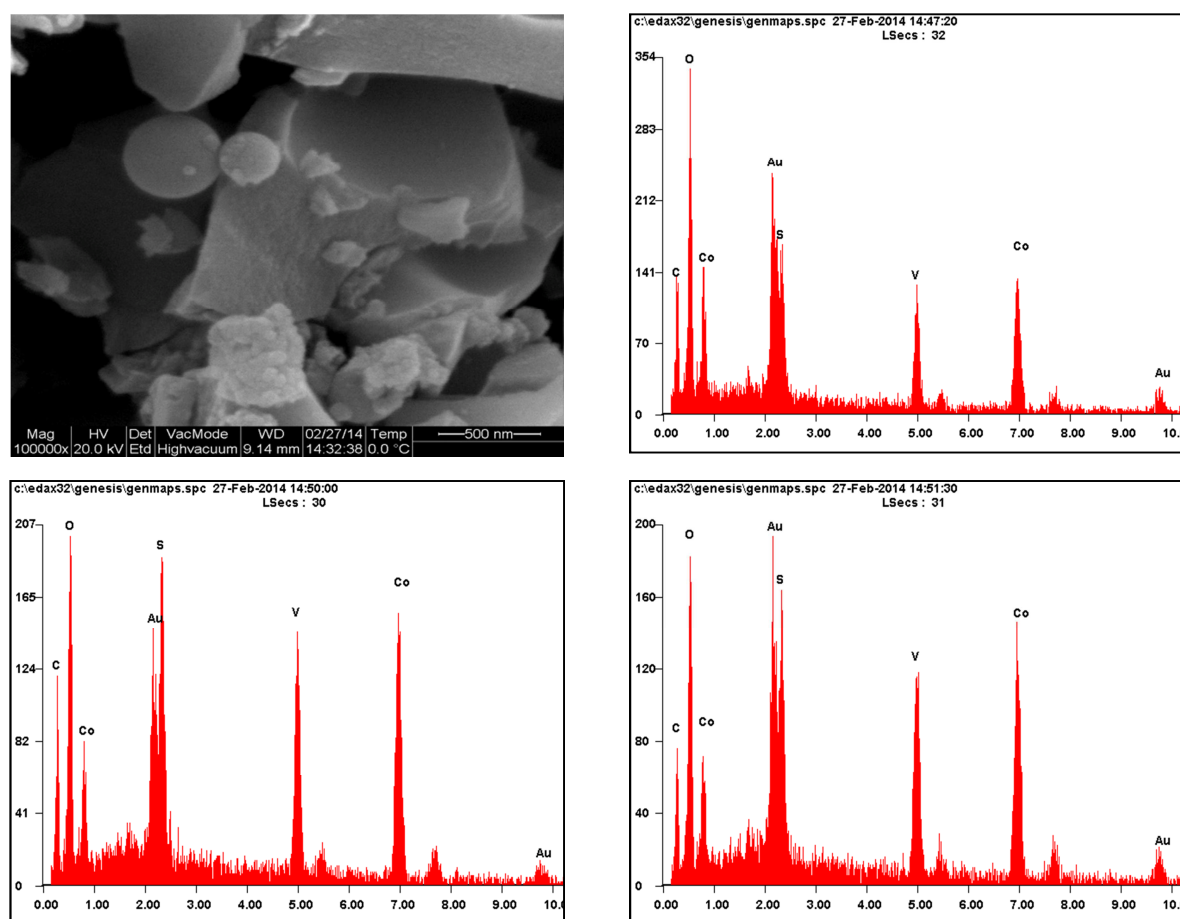 Mag HV Det VacMode WD 02/27/14 Temp 500 nm
100000x 20.0 kV Etd Highvacuum 9.14 mm 14:32:38 0.0 °C
c:\edax32\genesis\genmaps.spc 27-Feb-2014 14:47:20
LSecs : 32
354
283
212
141
70
0
C
O
Co
Au
S
V
Co
Au
0.00 1.00 2.00 3.00 4.00 5.00 6.00 7.00 8.00 9.00 10.
c:\edax32\genesis\genmaps.spc 27-Feb-2014 14:50:00
LSecs : 30
207
165
124
82
41
0
C
O
Co
Au
S
V
Co
Au
0.00 1.00 2.00 3.00 4.00 5.00 6.00 7.00 8.00 9.00 10.0
c:\edax32\genesis\genmaps.spc 27-Feb-2014 14:51:30
LSecs : 31
200
160
120
80
40
0
C
O
Co
Au
S
V
Co
Au
0.00 1.00 2.00 3.00 4.00 5.00 6.00 7.00 8.00 9.00 10.